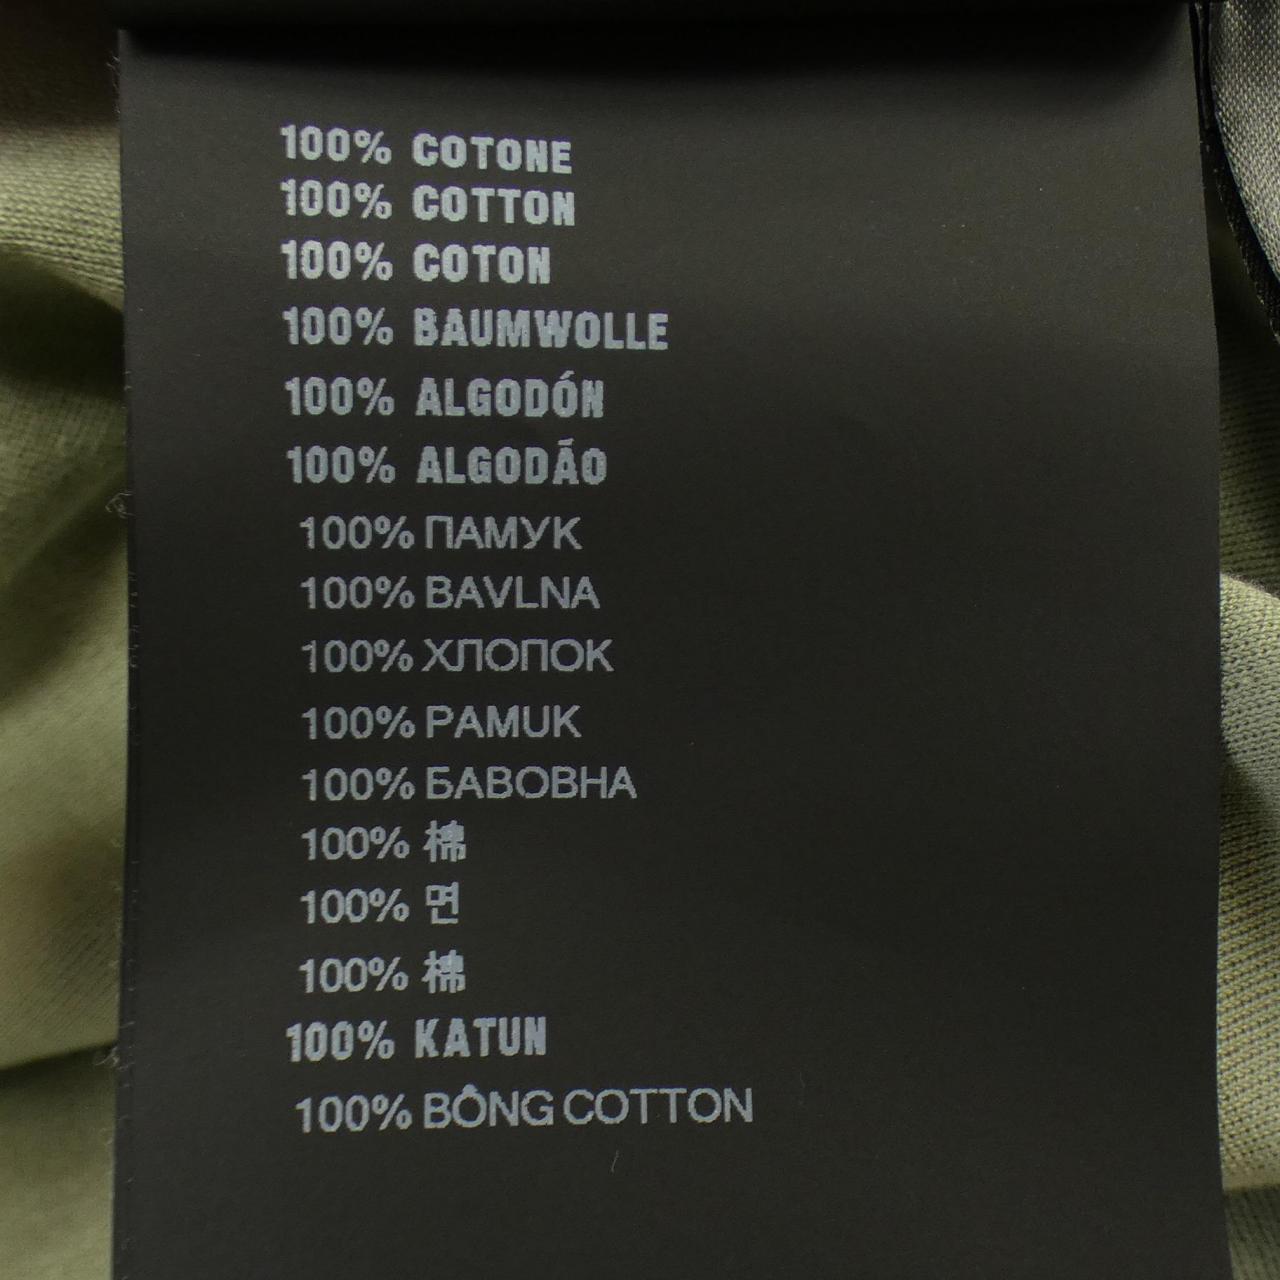 100% COTONE
100% COTTON
100% COTON
100% BAUMWOLLE
100% ALGODÓN
100% ALGODÃO
100% ПАМУК
100% BAVLNA
100% ХЛОПОК
100% PAMUK
100% БАВОВНА
100% 棉
100% 면
100% 棉
100% KATUN
100% BÔNG COTTON